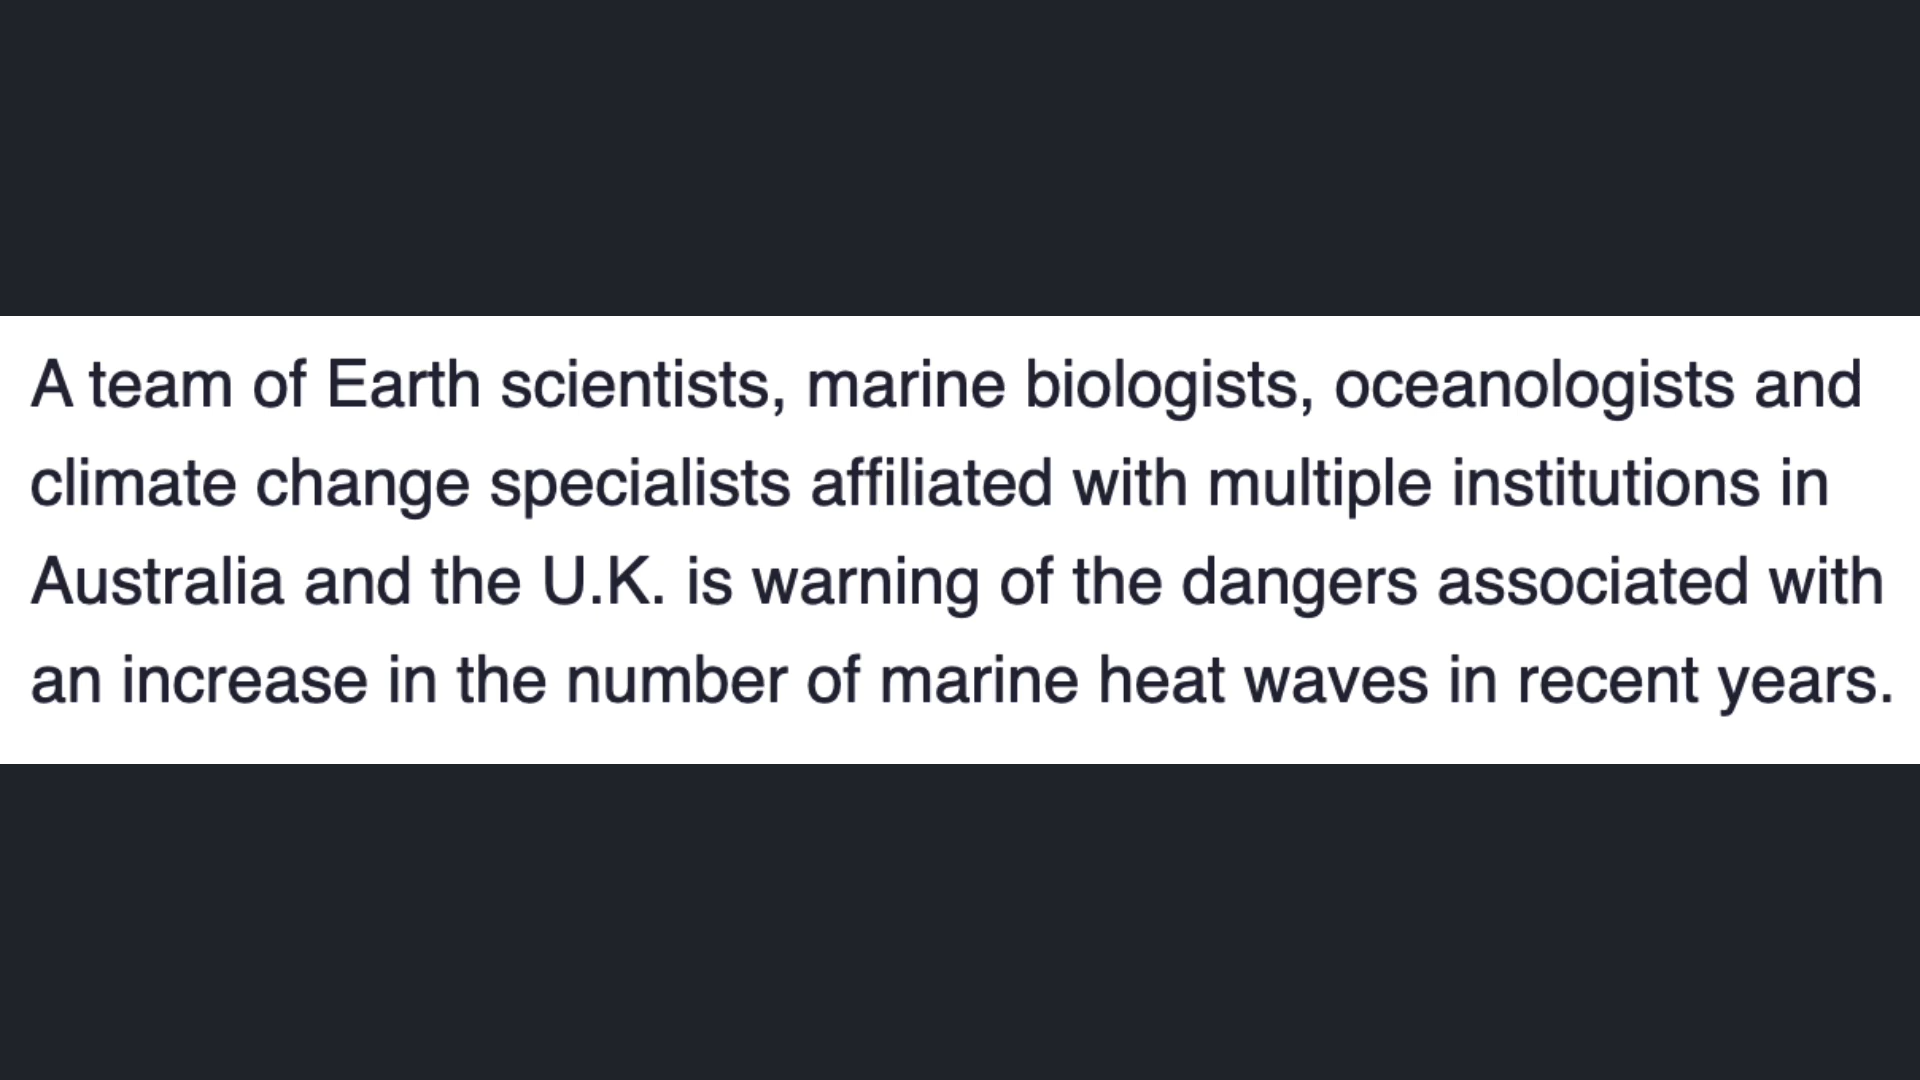 A team of Earth scientists, marine biologists, oceanologists and
climate change specialists affiliated with multiple institutions in
Australia and the U.K. is warning of the dangers associated with
an increase in the number of marine heat waves in recent years.